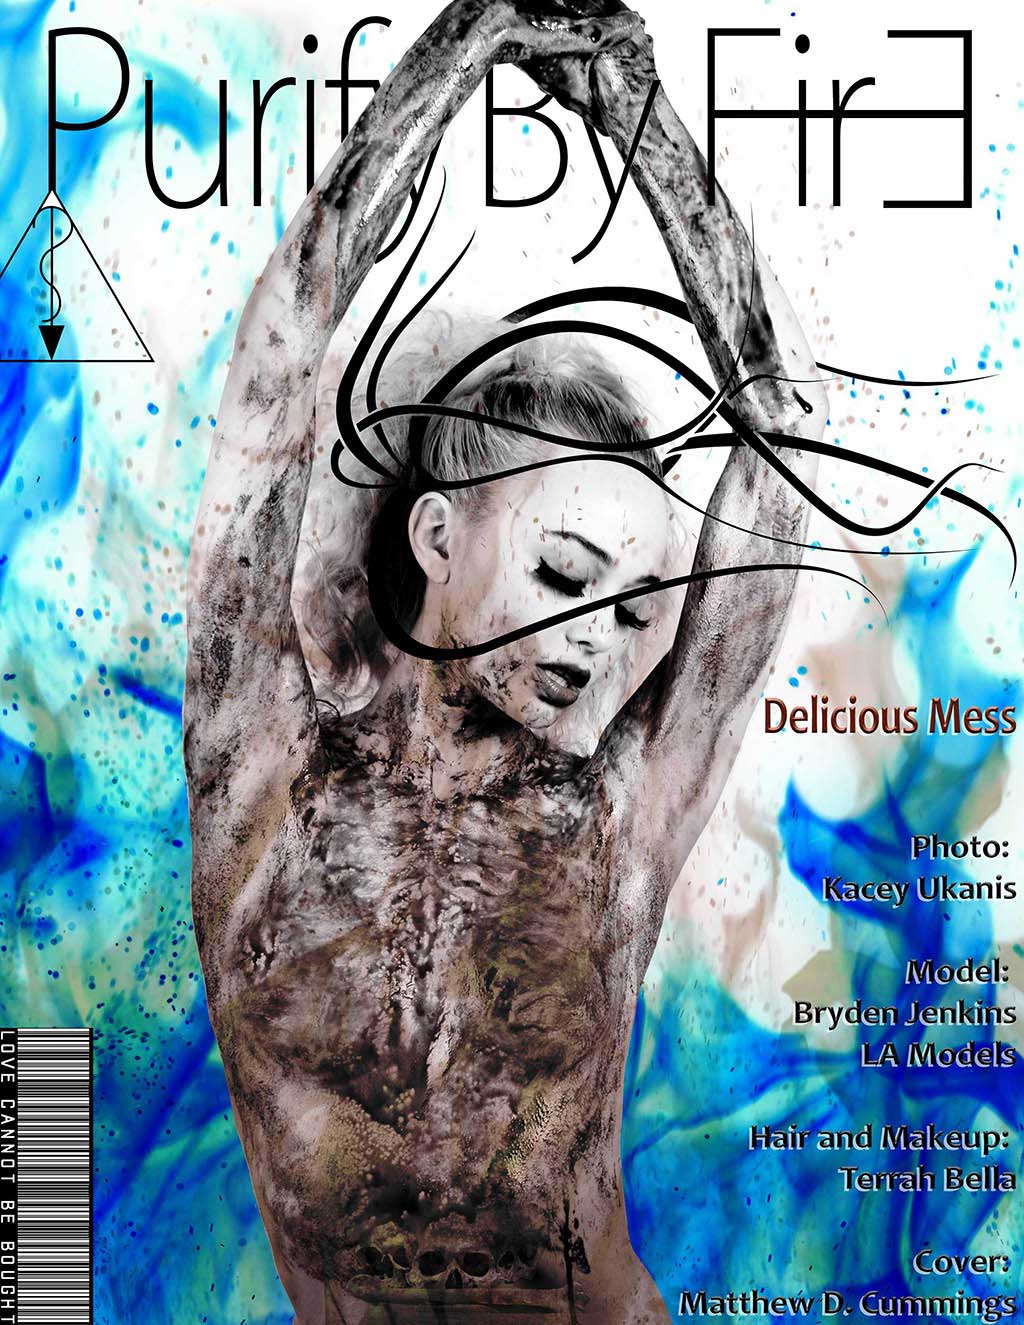 Purify By FirE
Delicious Mess
Photo:
Kacey Ukanis
Model:
Bryden Jenkins
LA Models
Hair and Makeup:
Terrah Bella
Cover:
Matthew D. Cummings
LOVE CANNOT BE BOUGHT